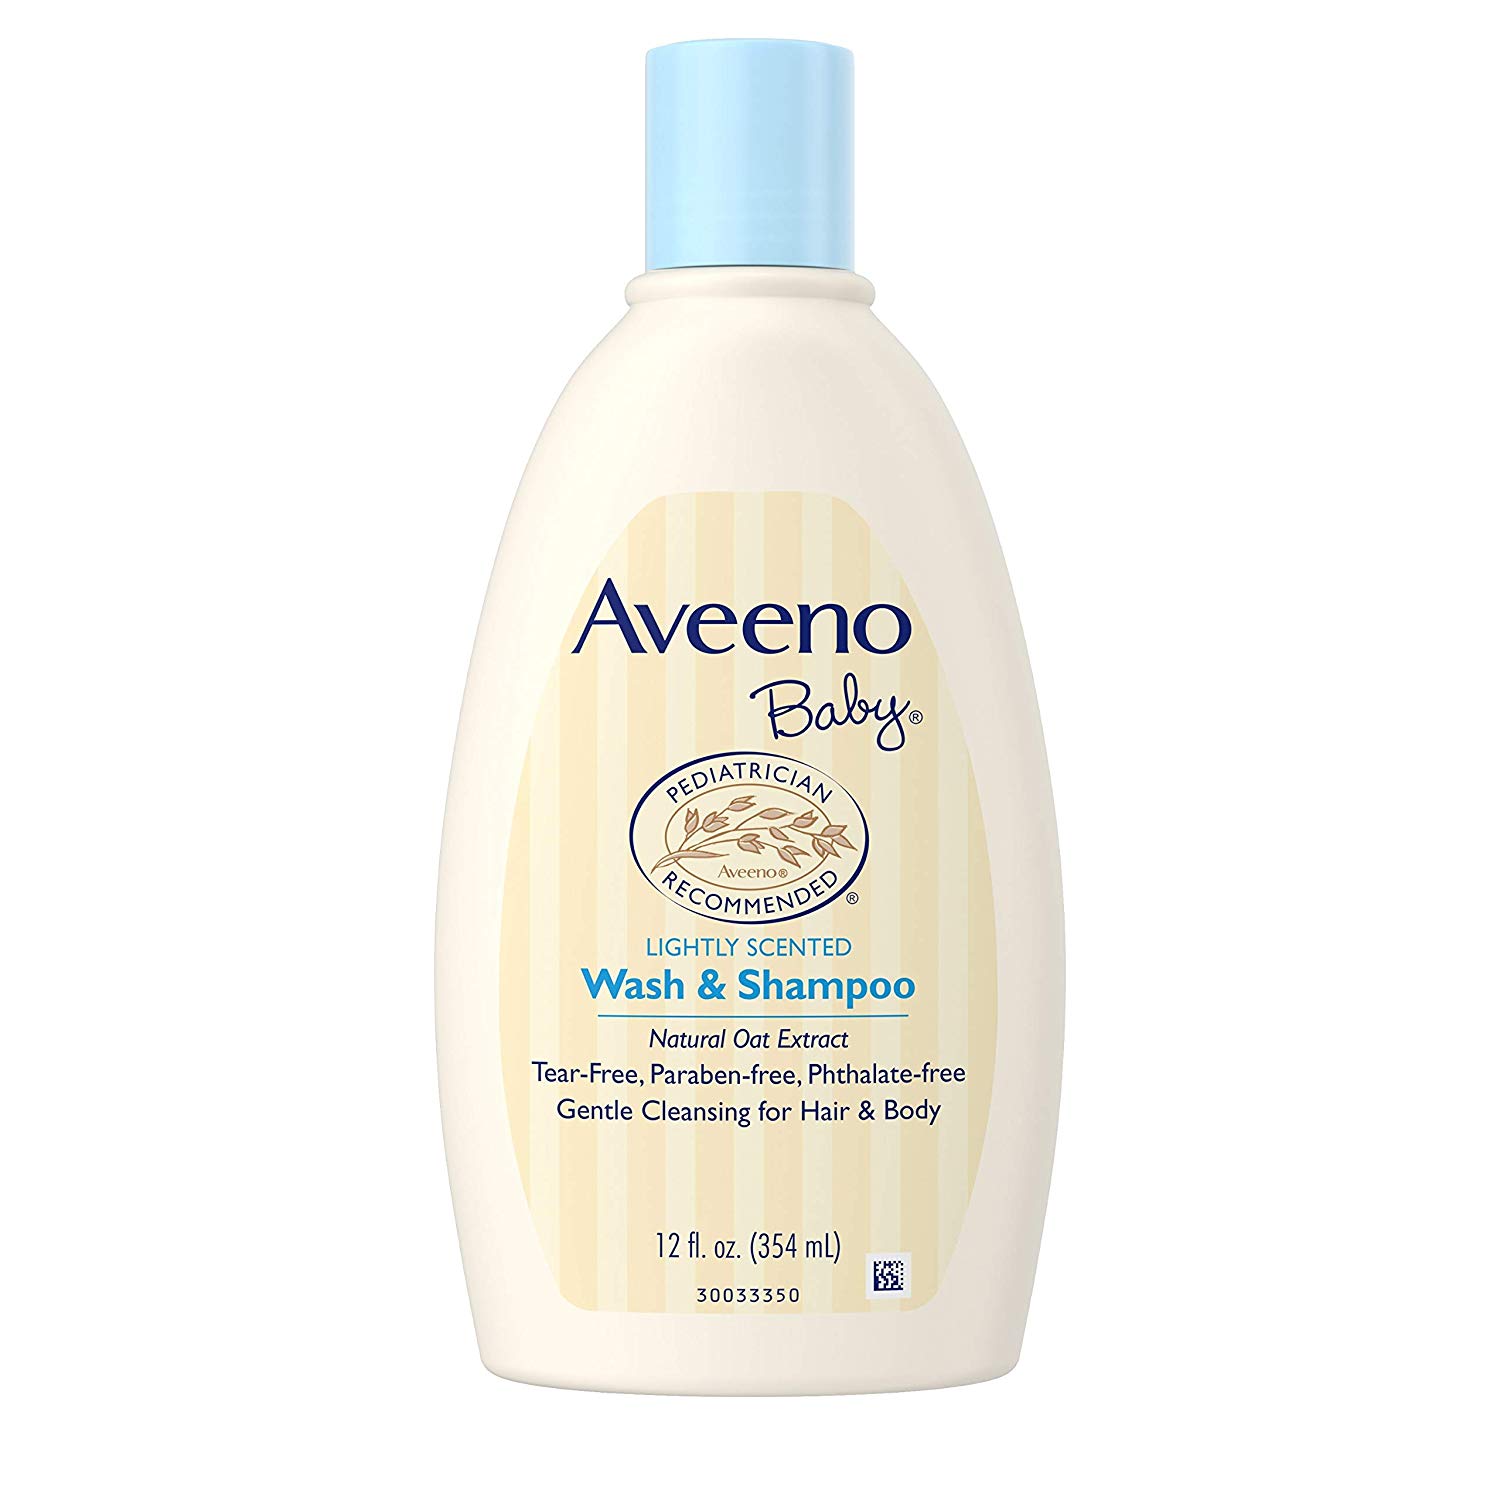 Aveeno
Baby®
PEDIATRICIAN
Aveeno®
RECOMMENDED®
LIGHTLY SCENTED
Wash & Shampoo
Natural Oat Extract
Tear-Free, Paraben-free, Phthalate-free
Gentle Cleansing for Hair & Body
12 fl. oz. (354 mL)
30033350